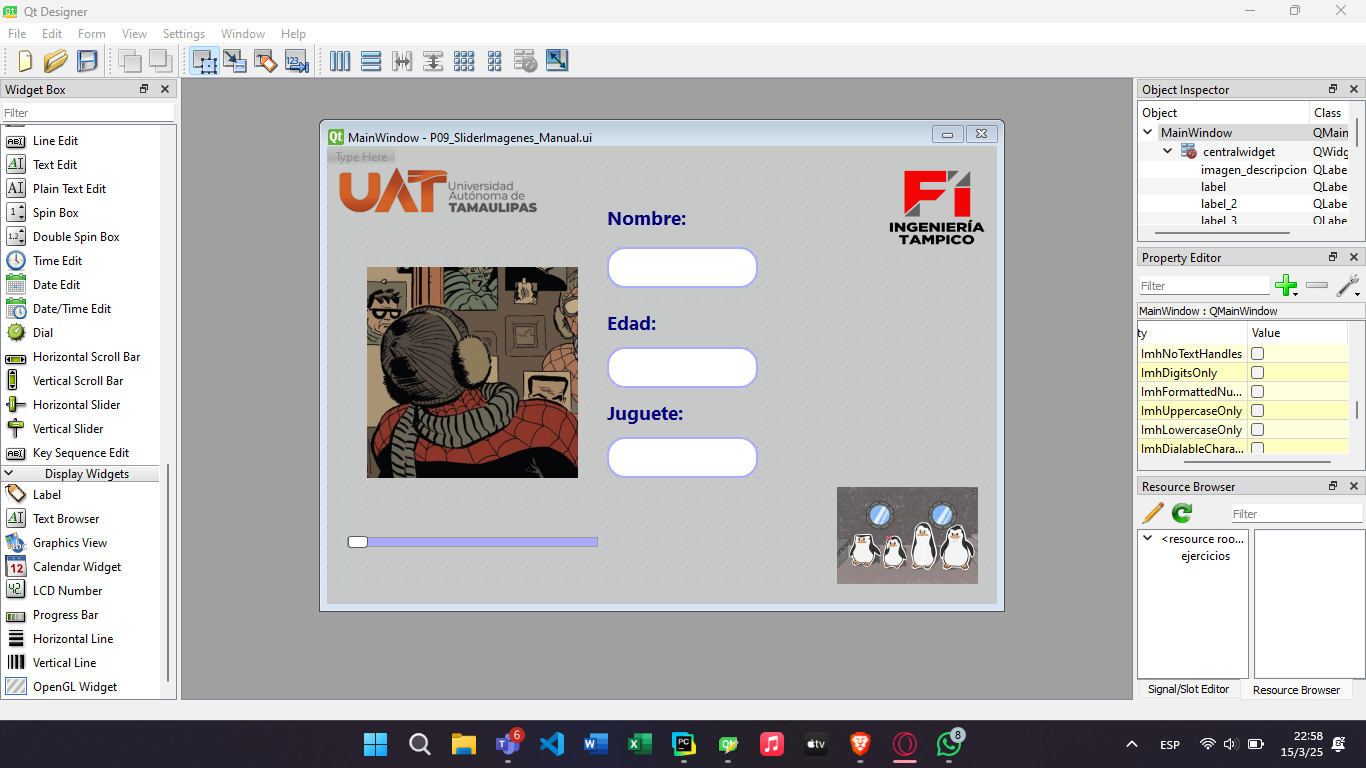 Qt Designer
File Edit Form View Settings Window Help
Widget Box
Filter
Line Edit
Text Edit
Plain Text Edit
Spin Box
Double Spin Box
Time Edit
Date Edit
Date/Time Edit
Dial
Horizontal Scroll Bar
Vertical Scroll Bar
Horizontal Slider
Vertical Slider
Key Sequence Edit
Display Widgets
Label
Text Browser
Graphics View
Calendar Widget
LCD Number
Progress Bar
Horizontal Line
Vertical Line
OpenGL Widget
MainWindow - P09_SliderImagenes_Manual.ui
Type Here
UAT
Universidad
Autónoma de
TAMAULIPAS
FI
INGENIERÍA
TAMPICO
Nombre:
Edad:
Juguete:
Object Inspector
Object Class
MainWindow QMain
centralwidget QWidg
imagen_descripcion QLabe
label QLabe
label_2 QLabe
label_3 QLabe
Property Editor
Filter
MainWindow : QMainWindow
ty Value
ImhNoTextHandles
ImhDigitsOnly
ImhFormattedNu...
ImhUppercaseOnly
ImhLowercaseOnly
ImhDialableChara...
Resource Browser
Filter
<resource roo...
ejercicios
Signal/Slot Editor Resource Browser
6
8
ESP
22:58
15/3/25